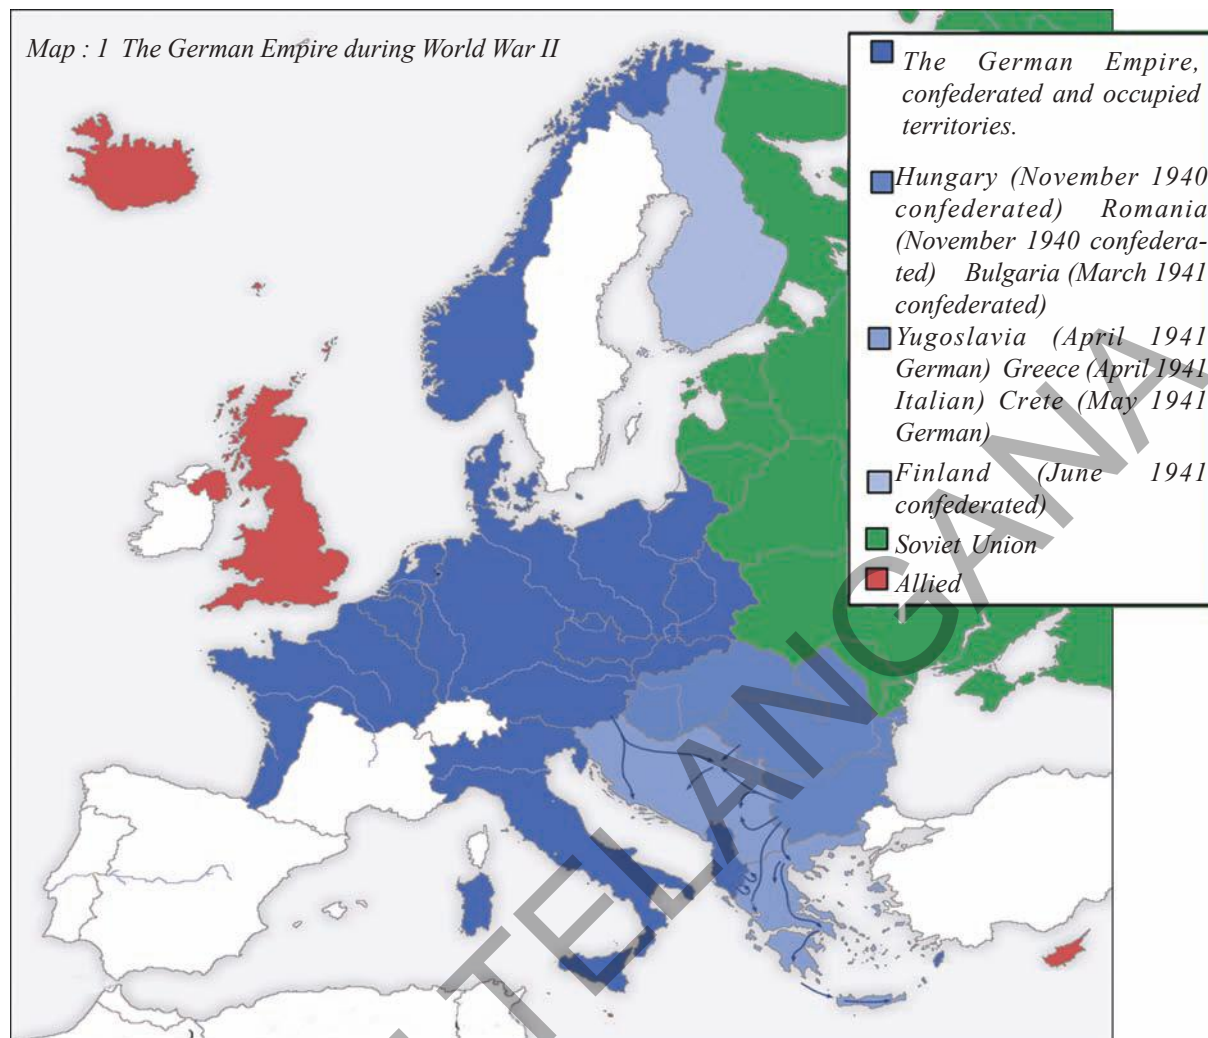 Map : 1 The German Empire during World War II
The German Empire,
confederated and occupied
territories.
Hungary (November 1940
confederated) Romania
(November 1940 confedera-
ted) Bulgaria (March 1941
confederated)
Yugoslavia (April 1941
German) Greece (April 1941
Italian) Crete (May 1941
German)
Finland (June 1941
confederated)
Soviet Union
Allied
TELANGANA